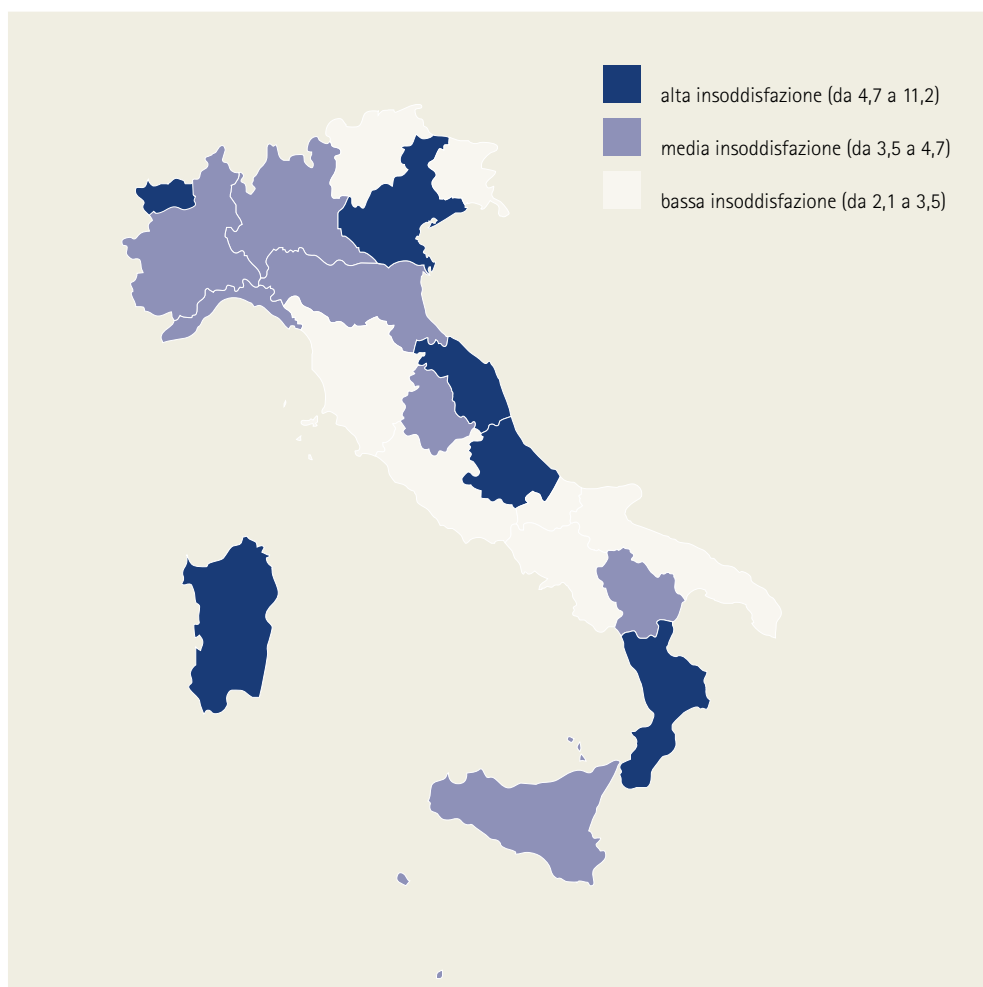 alta insoddisfazione (da 4,7 a 11,2)
media insoddisfazione (da 3,5 a 4,7)
bassa insoddisfazione (da 2,1 a 3,5)